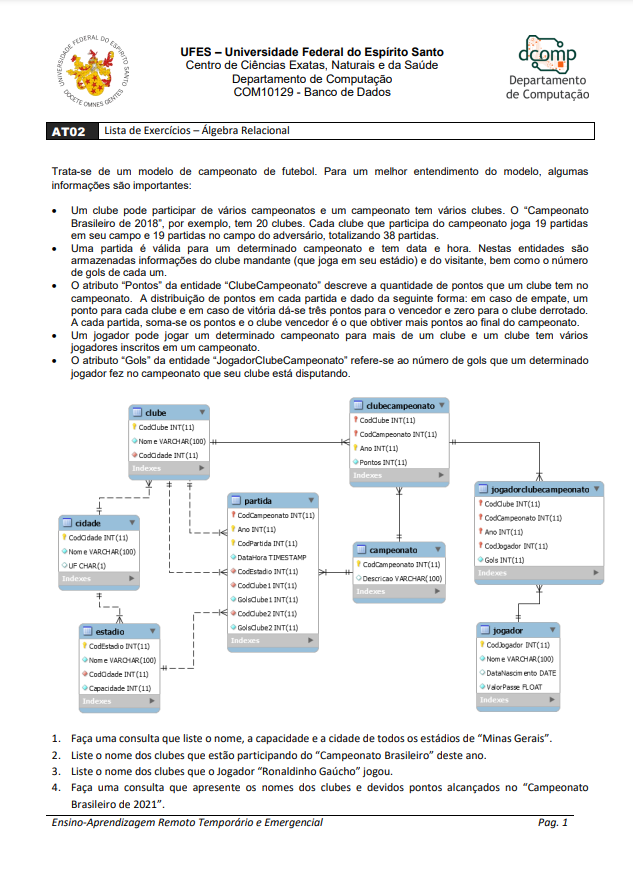 UNIVERSIDADE FEDERAL DO ESPÍRITO SANTO
DOCETE OMNES GENTES
UFES – Universidade Federal do Espírito Santo
Centro de Ciências Exatas, Naturais e da Saúde
Departamento de Computação
COM10129 - Banco de Dados
dcomp
Departamento
de Computação
AT02 Lista de Exercícios – Álgebra Relacional
Trata-se de um modelo de campeonato de futebol. Para um melhor entendimento do modelo, algumas
informações são importantes:
• Um clube pode participar de vários campeonatos e um campeonato tem vários clubes. O “Campeonato
Brasileiro de 2018”, por exemplo, tem 20 clubes. Cada clube que participa do campeonato joga 19 partidas
em seu campo e 19 partidas no campo do adversário, totalizando 38 partidas.
• Uma partida é válida para um determinado campeonato e tem data e hora. Nestas entidades são
armazenadas informações do clube mandante (que joga em seu estádio) e do visitante, bem como o número
de gols de cada um.
• O atributo “Pontos” da entidade “ClubeCampeonato” descreve a quantidade de pontos que um clube tem no
campeonato. A distribuição de pontos em cada partida e dado da seguinte forma: em caso de empate, um
ponto para cada clube e em caso de vitória dá-se três pontos para o vencedor e zero para o clube derrotado.
A cada partida, soma-se os pontos e o clube vencedor é o que obtiver mais pontos ao final do campeonato.
• Um jogador pode jogar um determinado campeonato para mais de um clube e um clube tem vários
jogadores inscritos em um campeonato.
• O atributo “Gols” da entidade “JogadorClubeCampeonato” refere-se ao número de gols que um determinado
jogador fez no campeonato que seu clube está disputando.
clube
CodClube INT(11)
Nome VARCHAR(100)
CodCidade INT(11)
Indexes
clubecampeonato
CodClube INT(11)
CodCampeonato INT(11)
Ano INT(11)
Pontos INT(11)
Indexes
partida
CodCampeonato INT(11)
Ano INT(11)
CodPartida INT(11)
DataHora TIMESTAMP
CodEstadio INT(11)
CodClube1 INT(11)
GolsClube1 INT(11)
CodClube2 INT(11)
GolsClube2 INT(11)
Indexes
jogadorclubecampeonato
CodClube INT(11)
CodCampeonato INT(11)
Ano INT(11)
CodJogador INT(11)
Gols INT(11)
Indexes
cidade
CodCidade INT(11)
Nome VARCHAR(100)
UF CHAR(1)
Indexes
campeonato
CodCampeonato INT(11)
Descricao VARCHAR(100)
Indexes
estadio
CodEstadio INT(11)
Nome VARCHAR(100)
CodCidade INT(11)
Capacidade INT(11)
Indexes
jogador
CodJogador INT(11)
Nome VARCHAR(100)
DataNascimento DATE
ValorPasse FLOAT
Indexes
1. Faça uma consulta que liste o nome, a capacidade e a cidade de todos os estádios de “Minas Gerais”.
2. Liste o nome dos clubes que estão participando do “Campeonato Brasileiro” deste ano.
3. Liste o nome dos clubes que o Jogador “Ronaldinho Gaúcho” jogou.
4. Faça uma consulta que apresente os nomes dos clubes e devidos pontos alcançados no “Campeonato
Brasileiro de 2021”.
Ensino-Aprendizagem Remoto Temporário e Emergencial Pag. 1